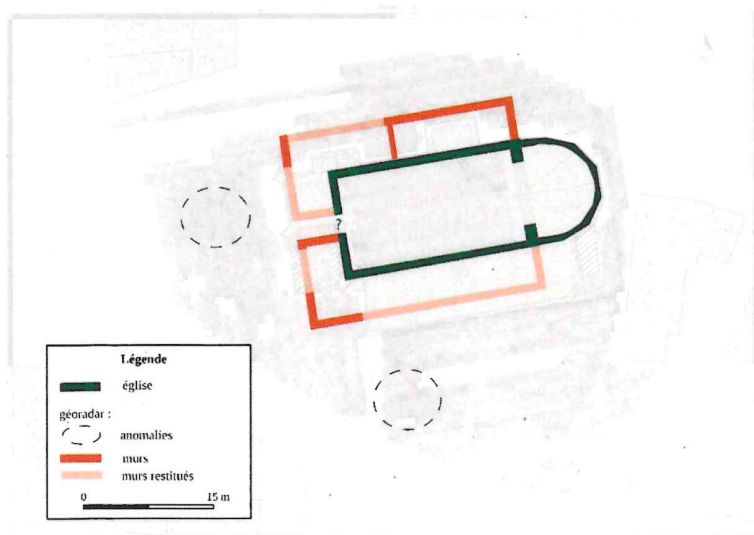 ?
Légende
église
géoradar :
anomalies
murs
murs restitués
0 15 m